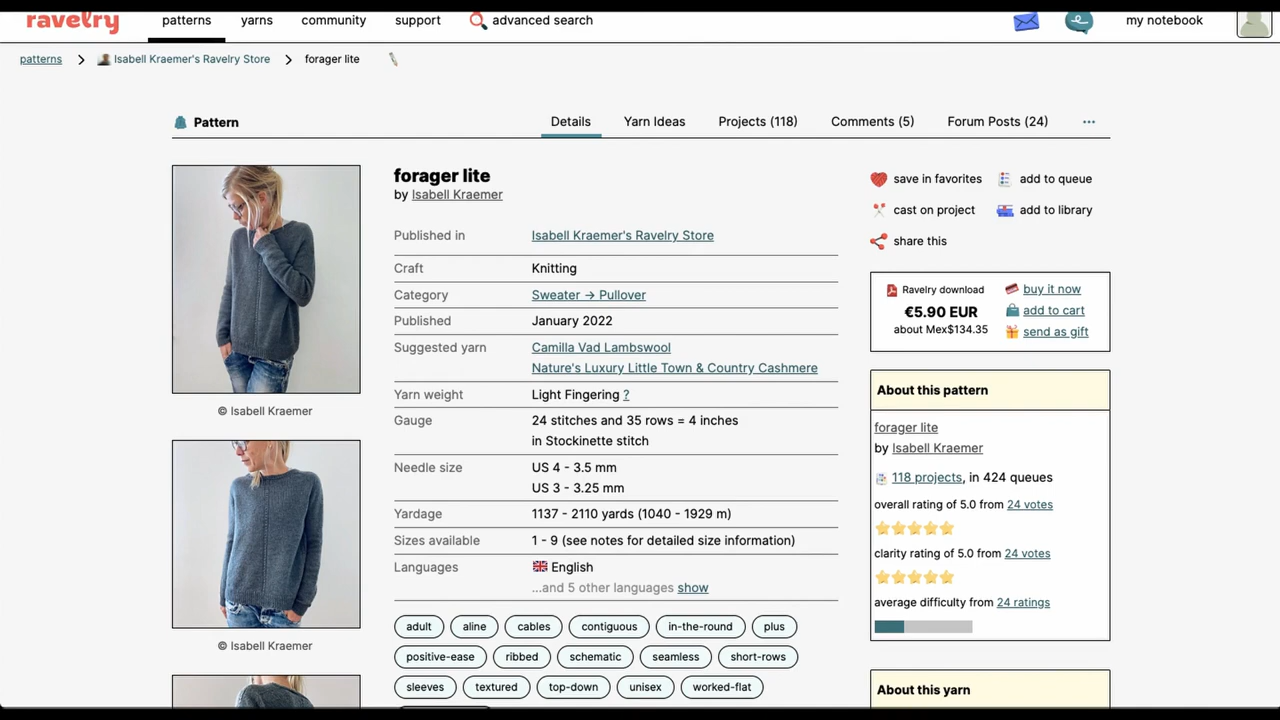 ravelry
patterns yarns community support advanced search my notebook
patterns Isabell Kraemer's Ravelry Store forager lite
Pattern
Details Yarn Ideas Projects (118) Comments (5) Forum Posts (24)
© Isabell Kraemer
© Isabell Kraemer
forager lite
by Isabell Kraemer
Published in Isabell Kraemer's Ravelry Store
Craft Knitting
Category Sweater → Pullover
Published January 2022
Suggested yarn Camilla Vad Lambswool
Nature's Luxury Little Town & Country Cashmere
Yarn weight Light Fingering ?
Gauge 24 stitches and 35 rows = 4 inches
in Stockinette stitch
Needle size US 4 - 3.5 mm
US 3 - 3.25 mm
Yardage 1137 - 2110 yards (1040 - 1929 m)
Sizes available 1 - 9 (see notes for detailed size information)
Languages English
...and 5 other languages show
adult aline cables contiguous in-the-round plus
positive-ease ribbed schematic seamless short-rows
sleeves textured top-down unisex worked-flat
save in favorites add to queue
cast on project add to library
share this
Ravelry download buy it now
€5.90 EUR add to cart
about Mex$134.35 send as gift
About this pattern
forager lite
by Isabell Kraemer
118 projects, in 424 queues
overall rating of 5.0 from 24 votes
clarity rating of 5.0 from 24 votes
average difficulty from 24 ratings
About this yarn